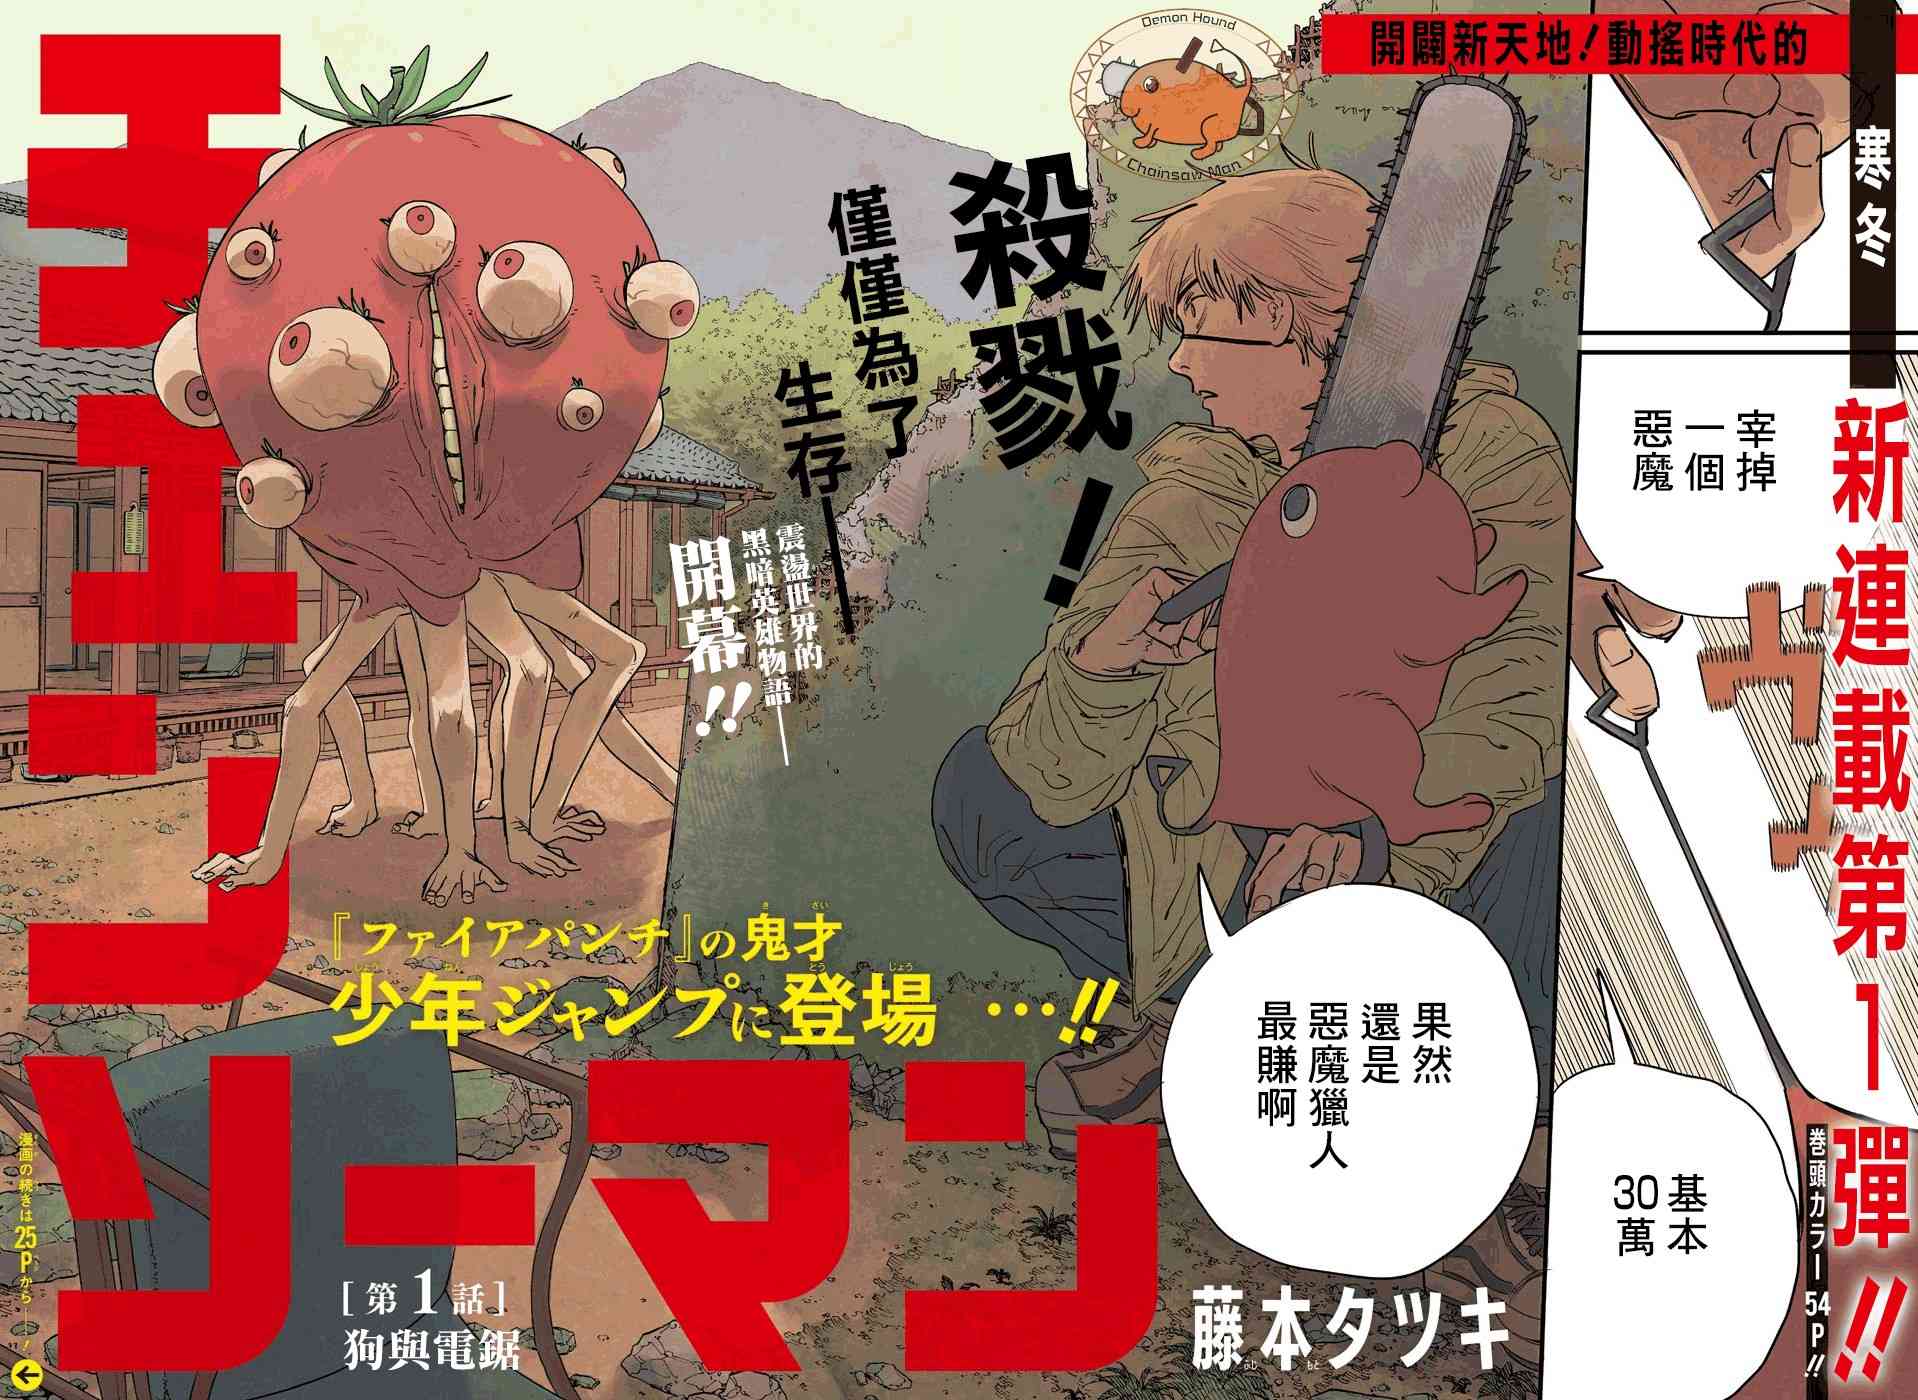 開闢新天地!動搖時代的
寒冬
新連載第1彈!!
巻頭カラー54P!!
宰掉
一個
惡魔
ヴ
基本
30
萬
果然
還是
惡魔獵人
最賺啊
Demon Hound
Chainsaw Man
殺戮!
僅僅為了
生存——
震盪世界的
黑暗英雄物語——
開幕!!
『ファイアパンチ』の鬼才
少年ジャンプに登場…!!
チェンソーマン
[第1話]
狗與電鋸
藤本タツキ
漫画の続きは25Pから——!